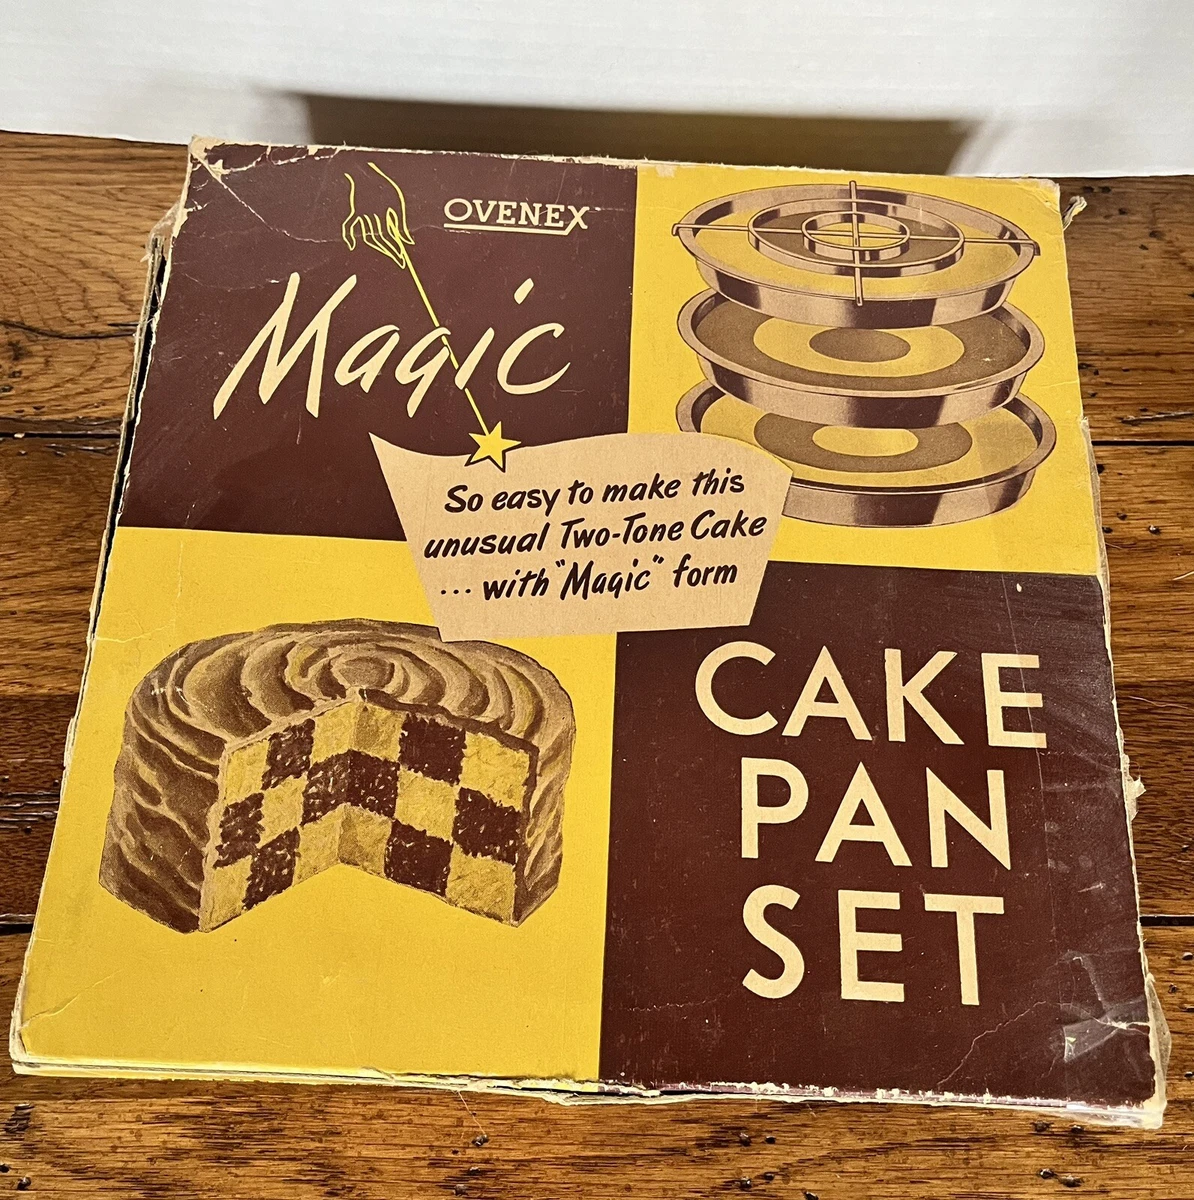 OVENEX
Magic
So easy to make this
unusual Two-Tone Cake
... with "Magic" form
CAKE
PAN
SET